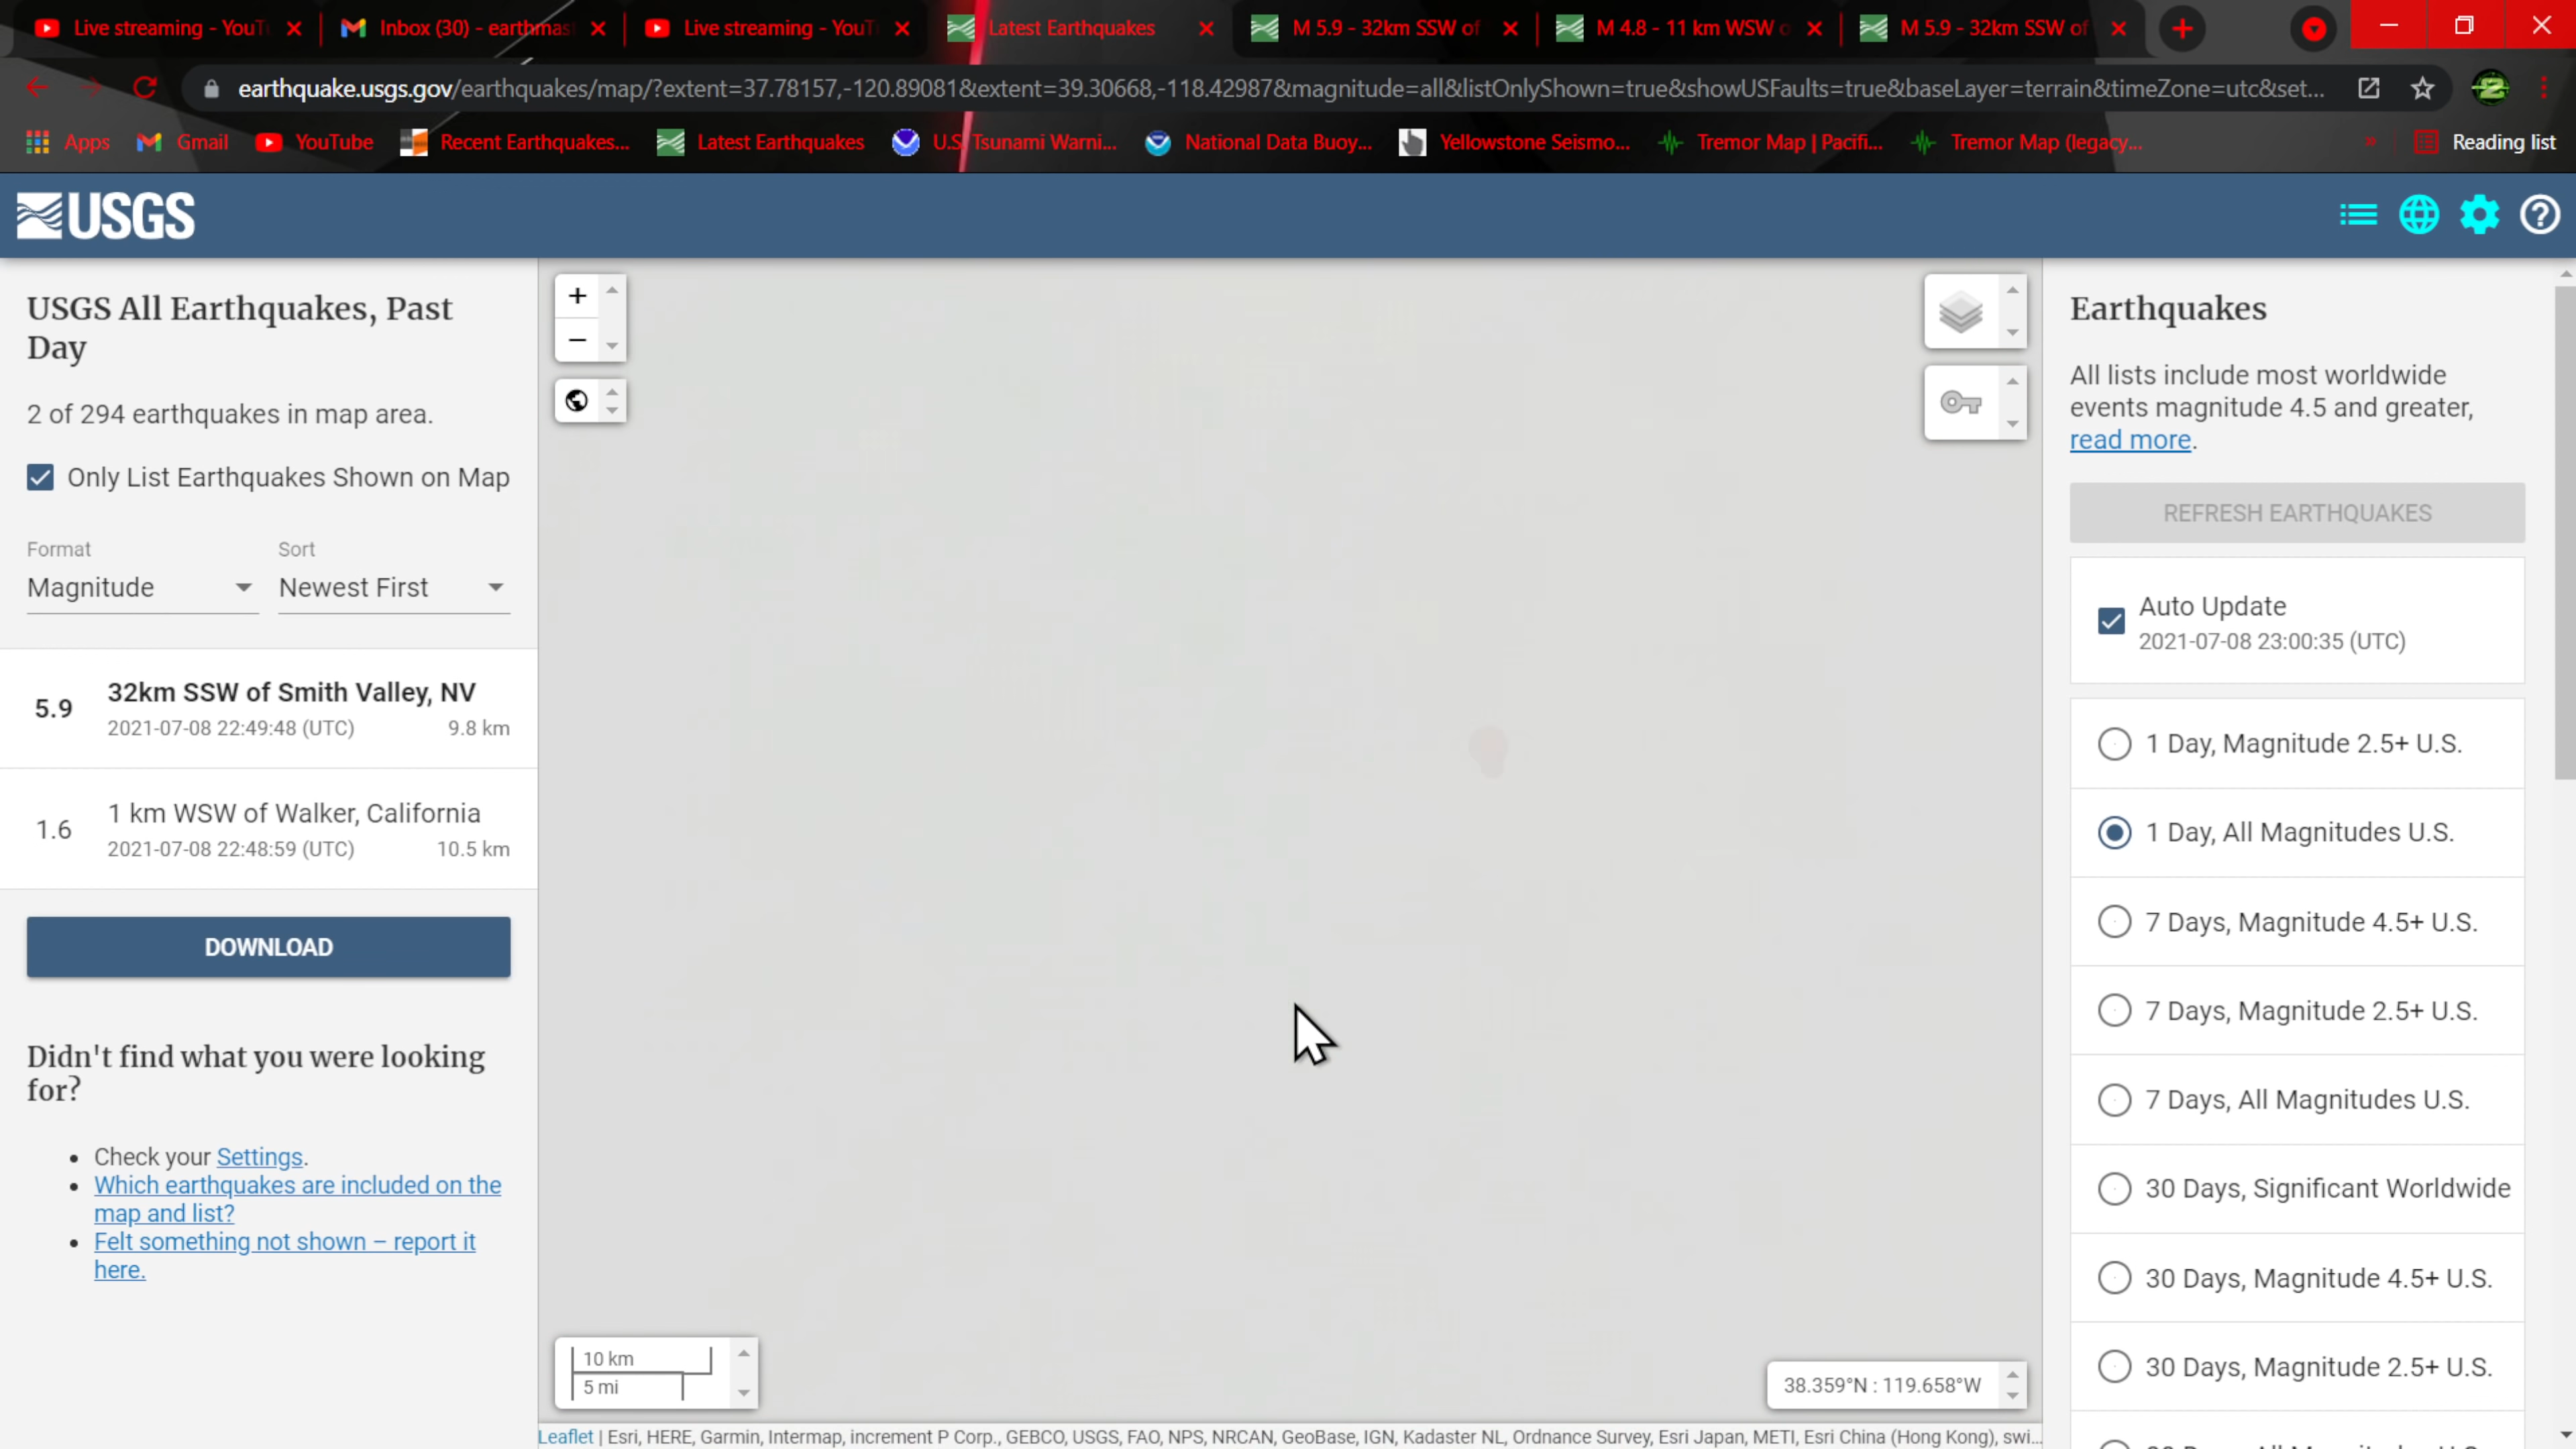 Live streaming - YouT
Inbox (30) - earthmas
Live streaming - YouT
Latest Earthquakes
M 5.9 - 32km SSW of
M 4.8 - 11 km WSW o
M 5.9 - 32km SSW of
earthquake.usgs.gov/earthquakes/map/?extent=37.78157,-120.89081&extent=39.30668,-118.42987&magnitude=all&listOnlyShown=true&showUSFaults=true&baseLayer=terrain&timeZone=utc&set...
Apps
Gmail
YouTube
Recent Earthquakes...
Latest Earthquakes
U.S. Tsunami Warni...
National Data Buoy...
Yellowstone Seismo...
Tremor Map | Pacifi...
Tremor Map (legacy...
Reading list
USGS
USGS All Earthquakes, Past
Day
2 of 294 earthquakes in map area.
Only List Earthquakes Shown on Map
Format
Sort
Magnitude
Newest First
5.9
32km SSW of Smith Valley, NV
2021-07-08 22:49:48 (UTC)
9.8 km
1.6
1 km WSW of Walker, California
2021-07-08 22:48:59 (UTC)
10.5 km
DOWNLOAD
Didn't find what you were looking
for?
• Check your Settings.
• Which earthquakes are included on the
map and list?
• Felt something not shown – report it
here.
+
−
10 km
5 mi
38.359°N : 119.658°W
Leaflet | Esri, HERE, Garmin, Intermap, increment P Corp., GEBCO, USGS, FAO, NPS, NRCAN, GeoBase, IGN, Kadaster NL, Ordnance Survey, Esri Japan, METI, Esri China (Hong Kong), swi...
Earthquakes
All lists include most worldwide
events magnitude 4.5 and greater,
read more.
REFRESH EARTHQUAKES
Auto Update
2021-07-08 23:00:35 (UTC)
1 Day, Magnitude 2.5+ U.S.
1 Day, All Magnitudes U.S.
7 Days, Magnitude 4.5+ U.S.
7 Days, Magnitude 2.5+ U.S.
7 Days, All Magnitudes U.S.
30 Days, Significant Worldwide
30 Days, Magnitude 4.5+ U.S.
30 Days, Magnitude 2.5+ U.S.